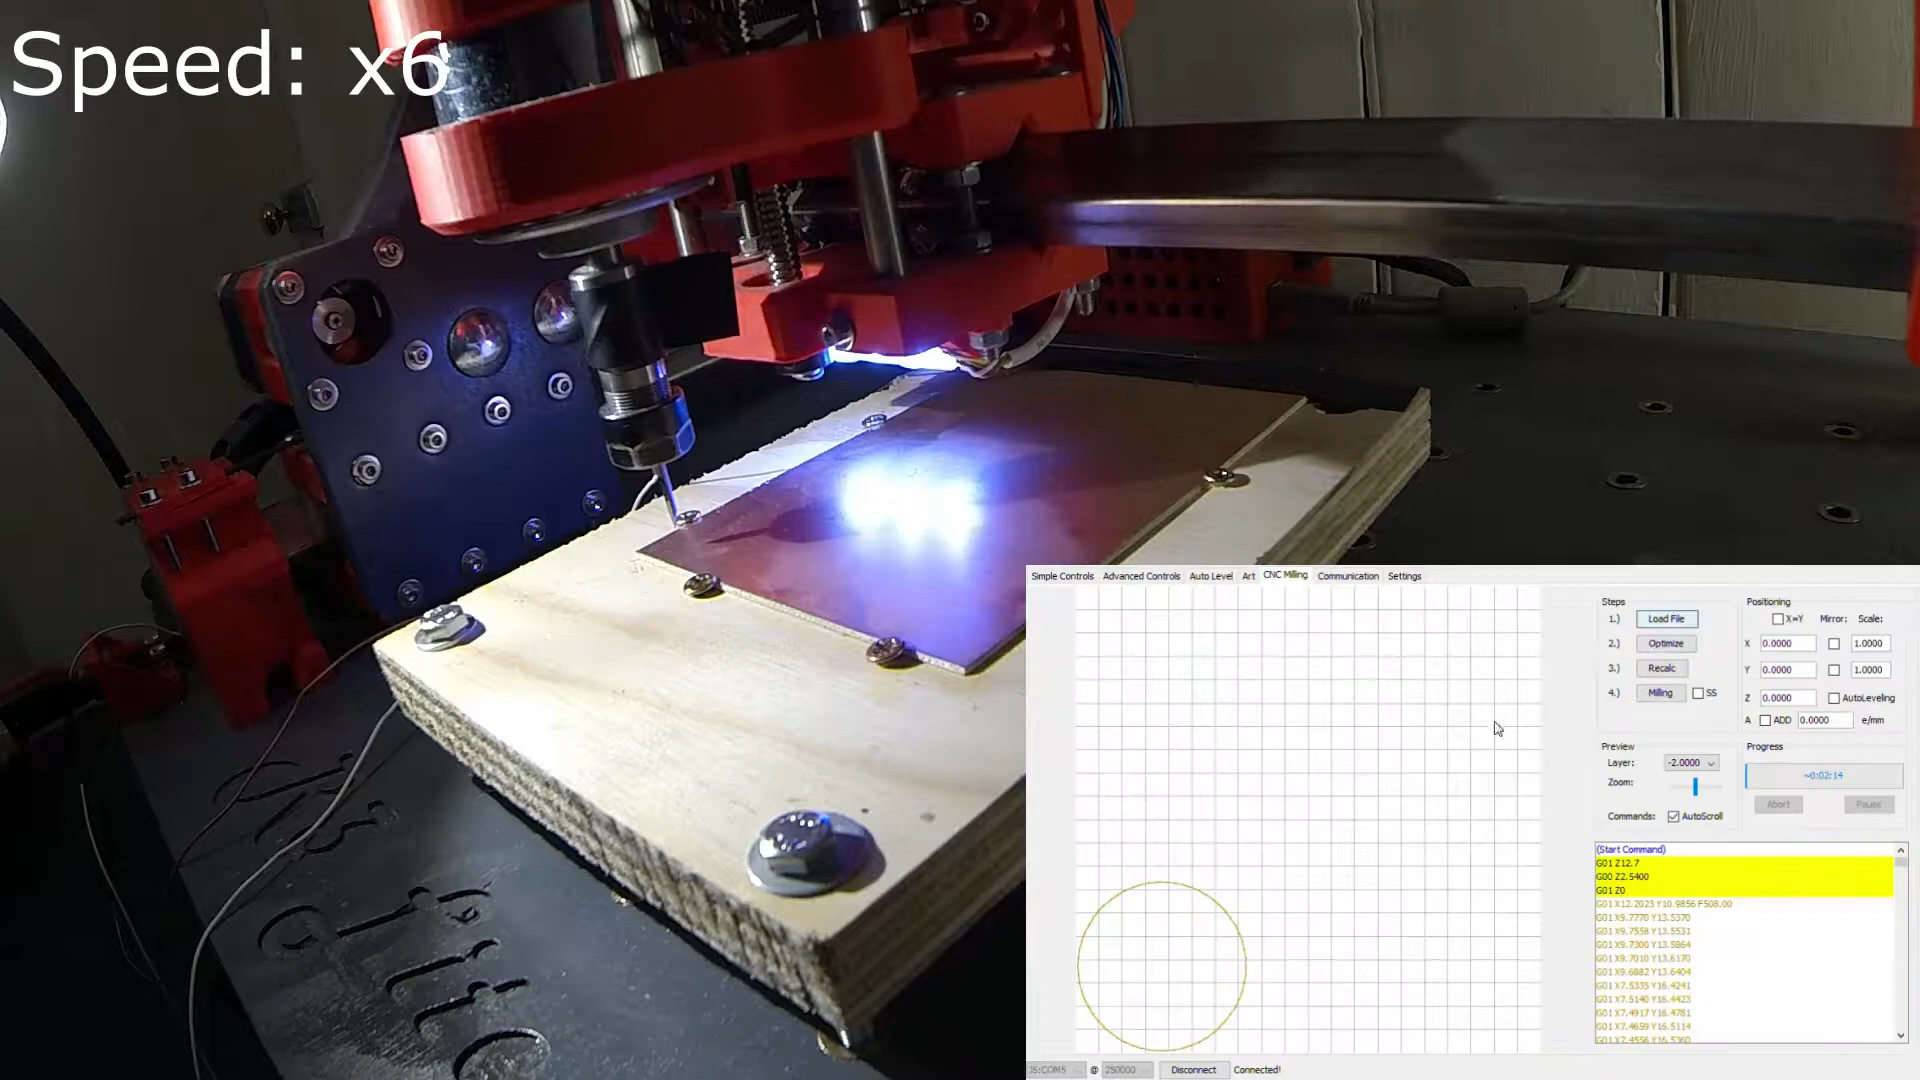 Speed: x6
Simple Controls Advanced Controls Auto Level Art CNC Milling Communication Settings
Steps
1.) Load File
2.) Optimize
3.) Recalc
4.) Milling SS
Positioning
X=Y Mirror: Scale:
X 0.0000 1.0000
Y 0.0000 1.0000
Z 0.0000 AutoLeveling
A ADD 0.0000 e/mm
Preview
Layer: -2.0000
Zoom:
Commands: AutoScroll
Progress
~0:02:14
Abort Pause
(Start Command)
G01 Z12.7
G00 Z2.5400
G01 Z0
G01 X12.2023 Y10.9856 F508.00
G01 X9.7770 Y13.5370
G01 X9.7558 Y13.5531
G01 X9.7300 Y13.5864
G01 X9.7010 Y13.6170
G01 X9.6882 Y13.6404
G01 X7.5335 Y16.4241
G01 X7.5140 Y16.4423
G01 X7.4917 Y16.4781
G01 X7.4659 Y16.5114
G01 X7.4556 Y16.5360
@ 250000 Disconnect Connected!